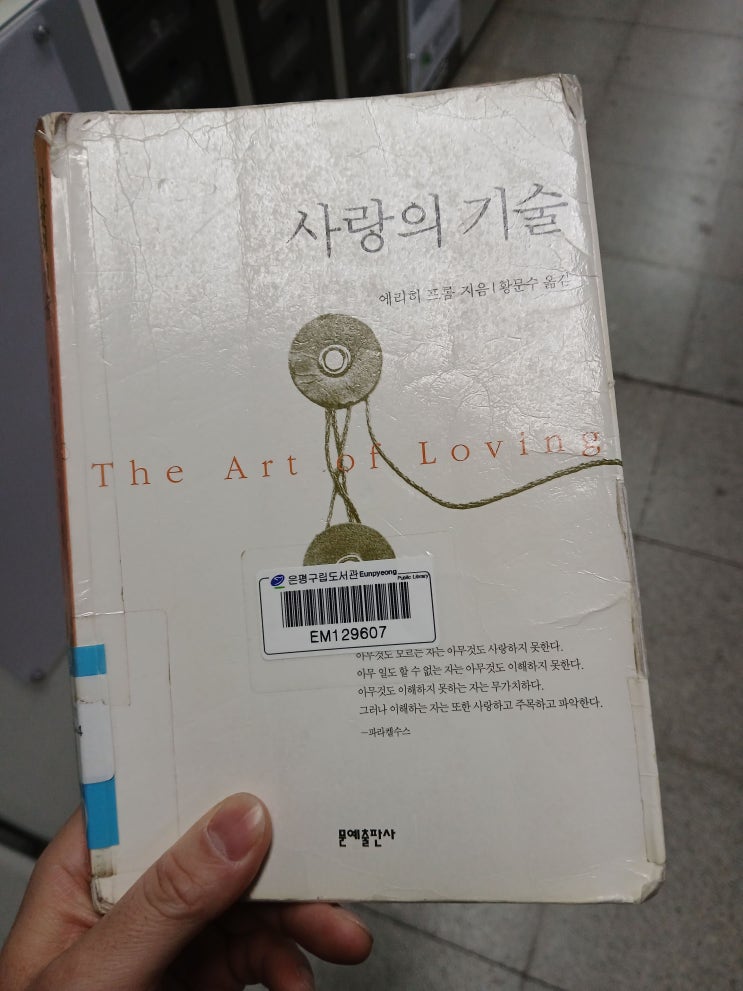 사랑의 기술
에리히 프롬 지음 | 황문수 옮김
The Art of Loving
은평구립도서관 Eunpyeong Public Library
EM129607
아무것도 모르는 자는 아무것도 사랑하지 못한다.
아무 일도 할 수 없는 자는 아무것도 이해하지 못한다.
아무것도 이해하지 못하는 자는 무가치하다.
그러나 이해하는 자는 또한 사랑하고 주목하고 파악한다.
–파라켈수스
문예출판사